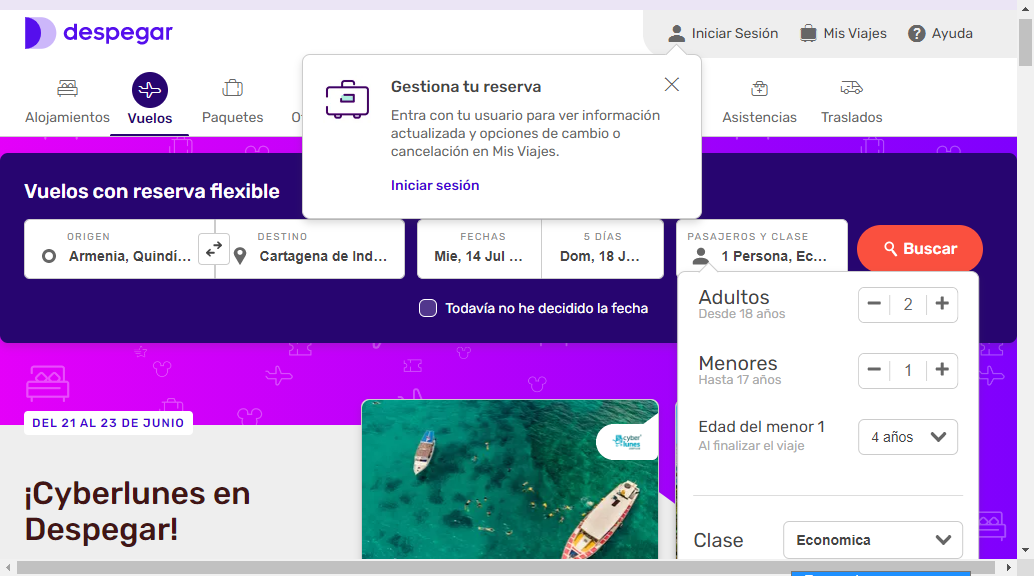 despegar
Iniciar Sesión
Mis Viajes
? Ayuda
Alojamientos
Vuelos
Paquetes
Asistencias
Traslados
Gestiona tu reserva
Entra con tu usuario para ver información
actualizada y opciones de cambio o
cancelación en Mis Viajes.
Iniciar sesión
Vuelos con reserva flexible
ORIGEN
Armenia, Quindí...
DESTINO
Cartagena de Ind...
FECHAS
Mie, 14 Jul ...
5 DÍAS
Dom, 18 J...
PASAJEROS Y CLASE
1 Persona, Ec...
Buscar
Todavía no he decidido la fecha
Adultos
Desde 18 años
2
Menores
Hasta 17 años
1
Edad del menor 1
Al finalizar el viaje
4 años
Clase
Economica
DEL 21 AL 23 DE JUNIO
¡Cyberlunes en
Despegar!
cyber
lunes